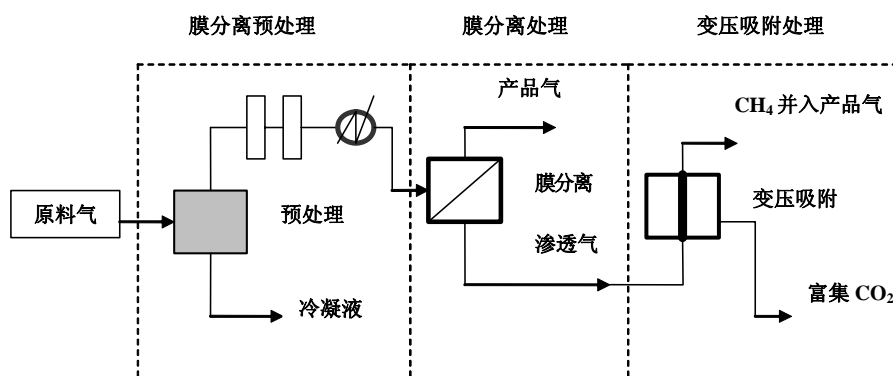 膜分离预处理
膜分离处理
变压吸附处理
产品气
CH4 并入产品气
膜分离
变压吸附
原料气
预处理
渗透气
冷凝液
富集 CO2